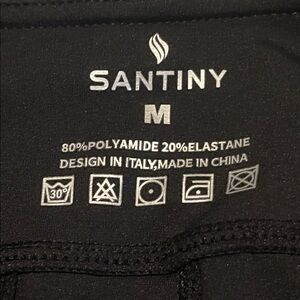 SANTINY
M
80%POLYAMIDE 20%ELASTANE
DESIGN IN ITALY,MADE IN CHINA
30°